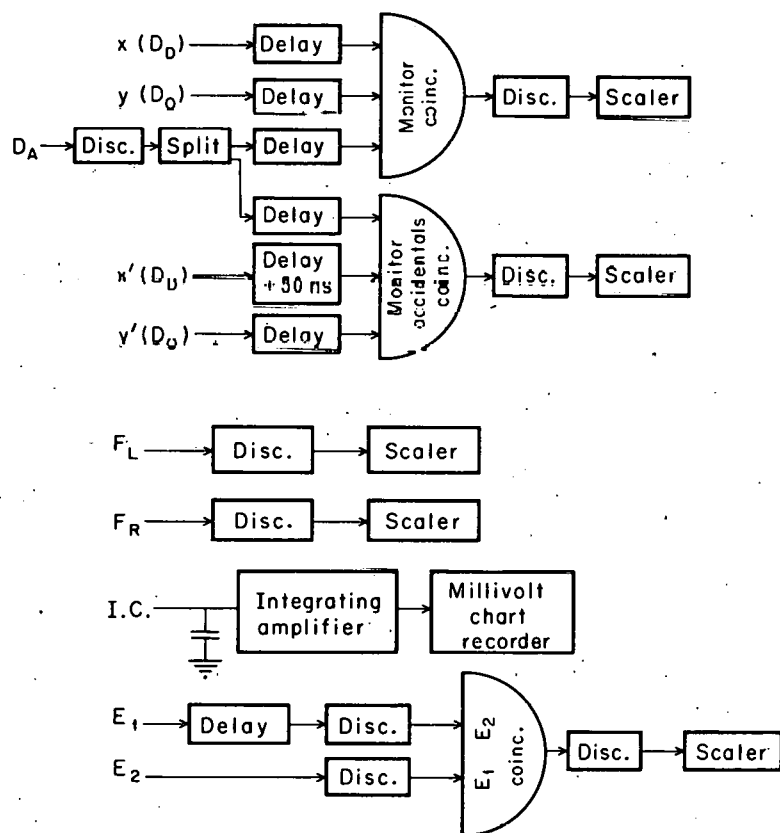 x (D_D)
Delay
y (D_Q)
Delay
Monitor
coinc.
Disc.
Scaler
D_A
Disc.
Split
Delay
Delay
x' (D_D)
Delay
+ 50 ns
Monitor
accidentals
coinc.
Disc.
Scaler
y' (D_Q)
Delay
F_L
Disc.
Scaler
F_R
Disc.
Scaler
I.C.
Integrating
amplifier
Millivolt
chart
recorder
E_1
Delay
Disc.
E_1 E_2
coinc.
Disc.
Scaler
E_2
Disc.